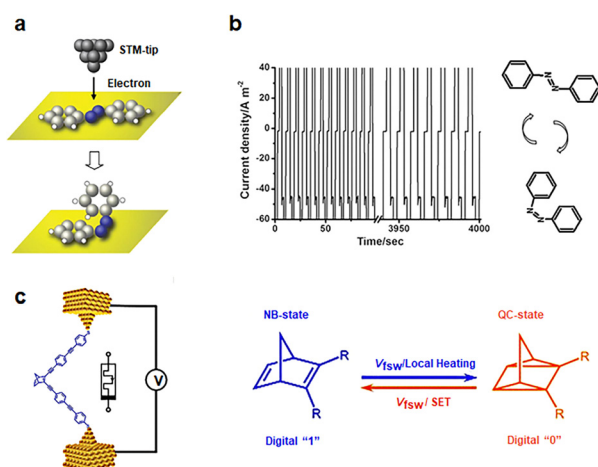 a
STM-tip
Electron
b
Current density/A m⁻²
40
20
0
-20
-40
-60
0
50
3950
4000
Time/sec
N
N
N
N
c
V
NB-state
R
R
Digital "1"
Vfsw/Local Heating
Vfsw/ SET
QC-state
R
R
Digital "0"